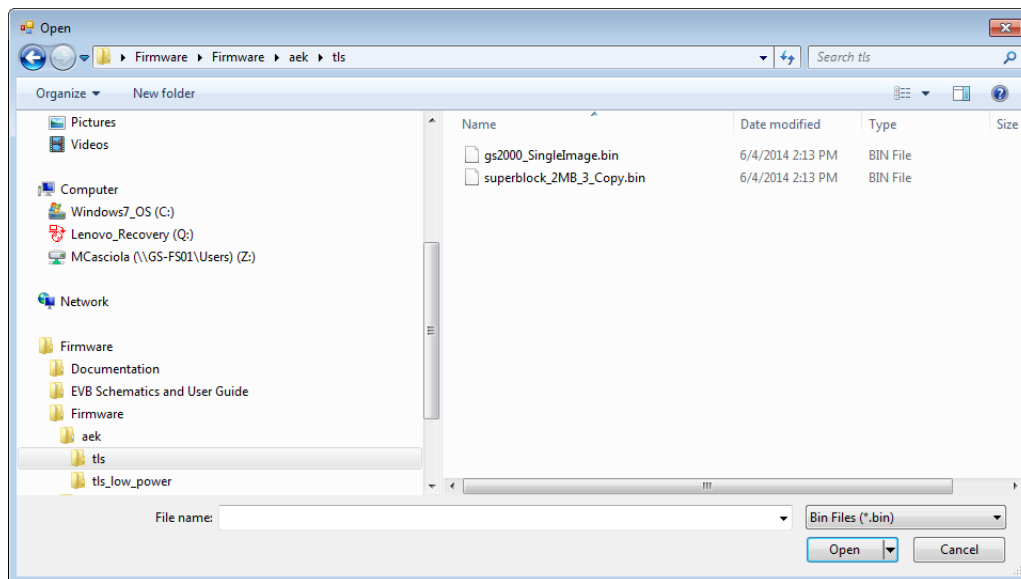 Open
Firmware Firmware aek tls
Search tls
Organize New folder
Pictures
Videos
Computer
Windows7_OS (C:)
Lenovo_Recovery (Q:)
MCasciola (\\GS-FS01\Users) (Z:)
Network
Firmware
Documentation
EVB Schematics and User Guide
Firmware
aek
tls
tls_low_power
Name Date modified Type Size
gs2000_SingleImage.bin 6/4/2014 2:13 PM BIN File
superblock_2MB_3_Copy.bin 6/4/2014 2:13 PM BIN File
File name:
Bin Files (*.bin)
Open Cancel